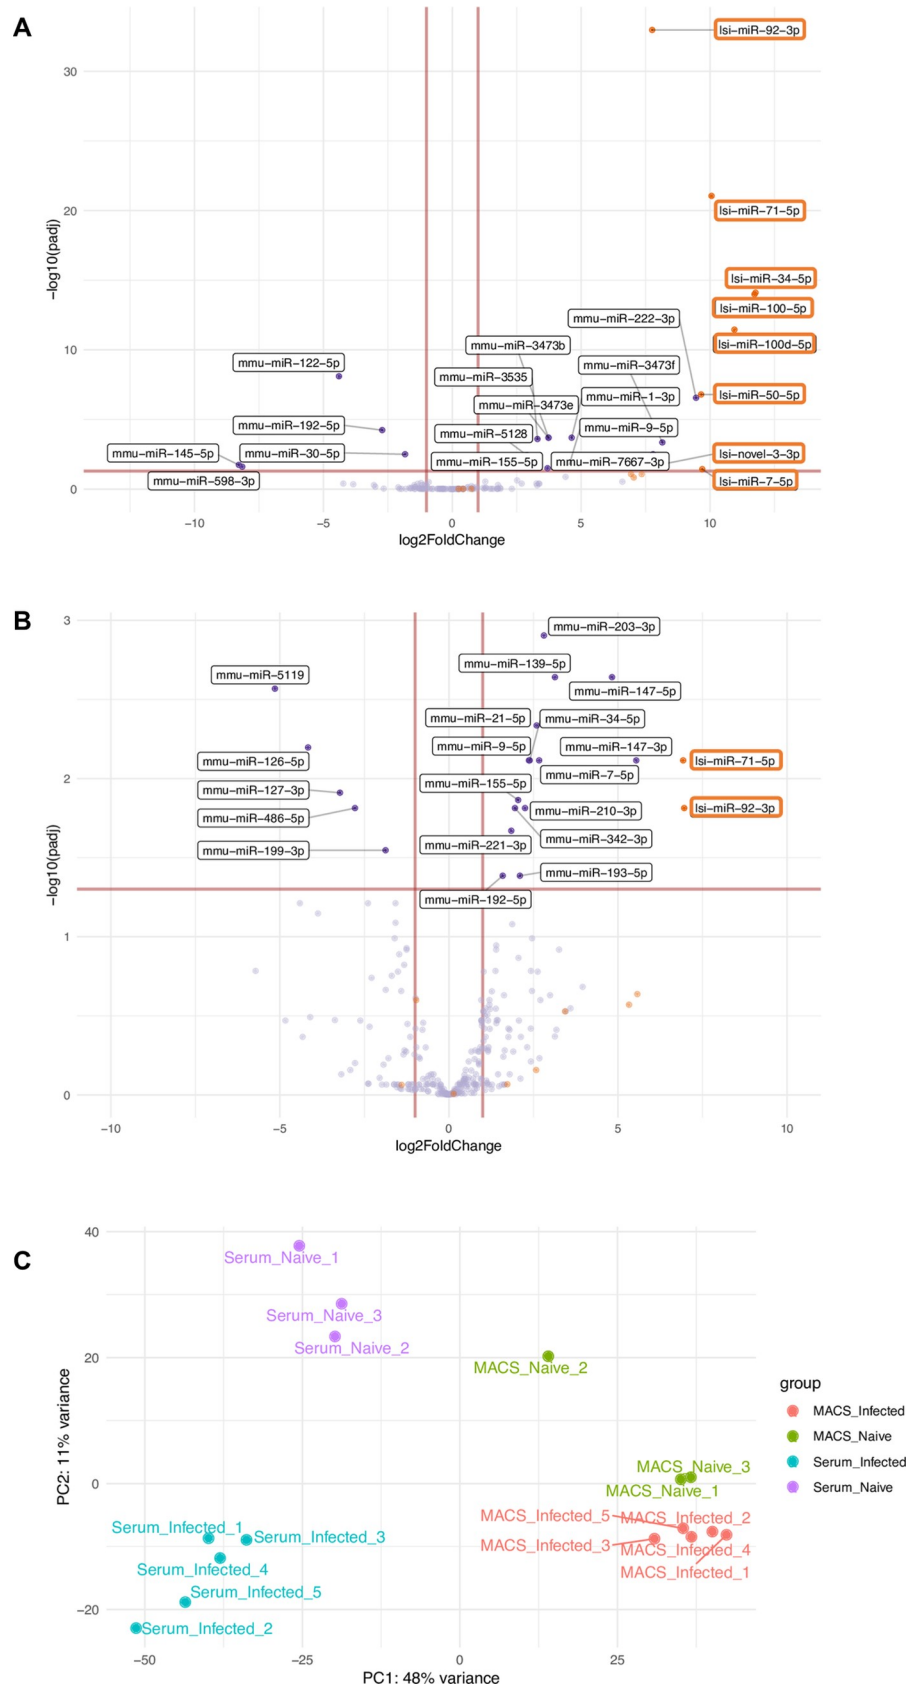 A
lsi-miR-92-3p
30
lsi-miR-71-5p
20
lsi-miR-34-5p
lsi-miR-100-5p
mmu-miR-222-3p
lsi-miR-100d-5p
mmu-miR-3473b
10
mmu-miR-122-5p
mmu-miR-3473f
mmu-miR-3535
lsi-miR-50-5p
mmu-miR-1-3p
mmu-miR-3473e
mmu-miR-192-5p
mmu-miR-9-5p
mmu-miR-5128
mmu-miR-145-5p
mmu-miR-30-5p
lsi-novel-3-3p
mmu-miR-155-5p
mmu-miR-7667-3p
mmu-miR-598-3p
lsi-miR-7-5p
0
-log10(padj)
-10 -5 0 5 10
log2FoldChange
B
3
mmu-miR-203-3p
mmu-miR-139-5p
mmu-miR-5119
mmu-miR-147-5p
mmu-miR-21-5p
mmu-miR-34-5p
mmu-miR-9-5p
mmu-miR-147-3p
mmu-miR-126-5p
lsi-miR-71-5p
2
mmu-miR-7-5p
mmu-miR-155-5p
mmu-miR-127-3p
lsi-miR-92-3p
mmu-miR-210-3p
mmu-miR-486-5p
mmu-miR-342-3p
mmu-miR-221-3p
mmu-miR-199-3p
mmu-miR-193-5p
mmu-miR-192-5p
1
0
-log10(padj)
-10 -5 0 5 10
log2FoldChange
C
40
Serum_Naive_1
Serum_Naive_3
Serum_Naive_2
20
MACS_Naive_2
MACS_Naive_3
0
MACS_Naive_1
MACS_Infected_5
MACS_Infected_2
Serum_Infected_1
Serum_Infected_3
MACS_Infected_3
MACS_Infected_4
Serum_Infected_4
MACS_Infected_1
Serum_Infected_5
-20
Serum_Infected_2
PC2: 11% variance
-50 -25 0 25
PC1: 48% variance
group
MACS_Infected
MACS_Naive
Serum_Infected
Serum_Naive